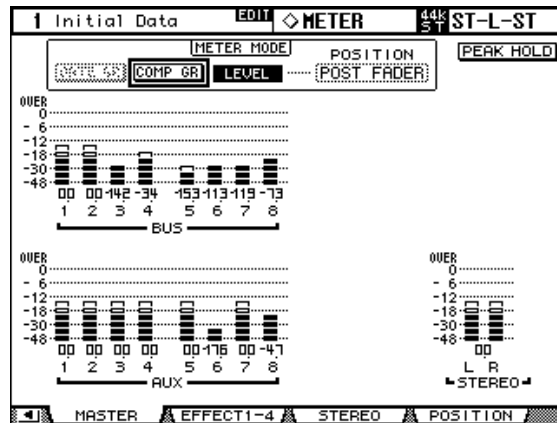 1 Initial Data EDIT ◇METER 44k ST ST-L-ST
METER MODE POSITION PEAK HOLD
GATE GR COMP GR LEVEL POST FADER
OVER
0
- 6
-12
-18
-30
-48
00 00 -142 -34 -153 -113 -119 -73
1 2 3 4 5 6 7 8
BUS
OVER OVER
0 0
- 6 - 6
-12 -12
-18 -18
-30 -30
-48 -48
00 00 00 00 00 -176 00 -47 00
1 2 3 4 5 6 7 8 L R
AUX STEREO
MASTER EFFECT1-4 STEREO POSITION